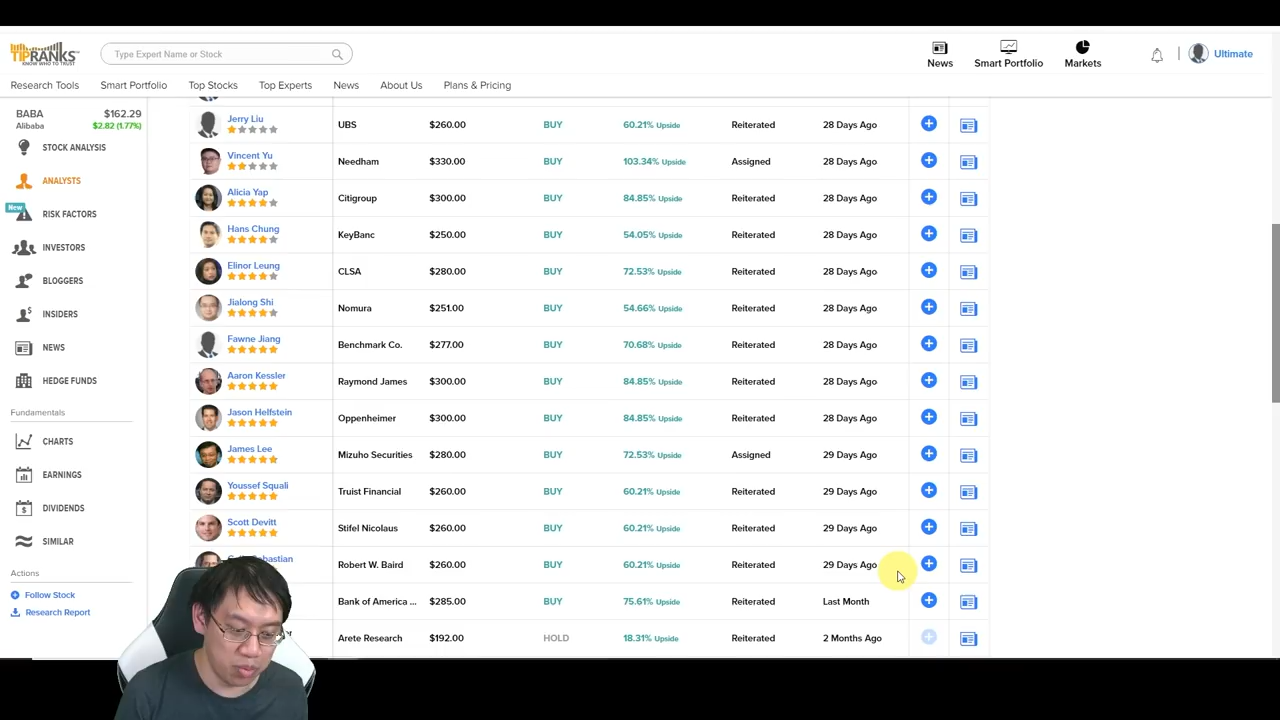 TIPRANKS
KNOW WHO TO TRUST
Type Expert Name or Stock
News
Smart Portfolio
Markets
Ultimate
Research Tools
Smart Portfolio
Top Stocks
Top Experts
News
About Us
Plans & Pricing
BABA $162.29
Alibaba $2.82 (1.77%)
STOCK ANALYSIS
ANALYSTS
New
RISK FACTORS
INVESTORS
BLOGGERS
INSIDERS
NEWS
HEDGE FUNDS
Fundamentals
CHARTS
EARNINGS
DIVIDENDS
SIMILAR
Actions
Follow Stock
Research Report
Jerry Liu UBS $260.00 BUY 60.21% Upside Reiterated 28 Days Ago
Vincent Yu Needham $330.00 BUY 103.34% Upside Assigned 28 Days Ago
Alicia Yap Citigroup $300.00 BUY 84.85% Upside Reiterated 28 Days Ago
Hans Chung KeyBanc $250.00 BUY 54.05% Upside Reiterated 28 Days Ago
Elinor Leung CLSA $280.00 BUY 72.53% Upside Reiterated 28 Days Ago
Jialong Shi Nomura $251.00 BUY 54.66% Upside Reiterated 28 Days Ago
Fawne Jiang Benchmark Co. $277.00 BUY 70.68% Upside Reiterated 28 Days Ago
Aaron Kessler Raymond James $300.00 BUY 84.85% Upside Reiterated 28 Days Ago
Jason Helfstein Oppenheimer $300.00 BUY 84.85% Upside Reiterated 28 Days Ago
James Lee Mizuho Securities $280.00 BUY 72.53% Upside Assigned 29 Days Ago
Youssef Squali Truist Financial $260.00 BUY 60.21% Upside Reiterated 29 Days Ago
Scott Devitt Stifel Nicolaus $260.00 BUY 60.21% Upside Reiterated 29 Days Ago
Robert W. Baird $260.00 BUY 60.21% Upside Reiterated 29 Days Ago
Bank of America ... $285.00 BUY 75.61% Upside Reiterated Last Month
Arete Research $192.00 HOLD 18.31% Upside Reiterated 2 Months Ago